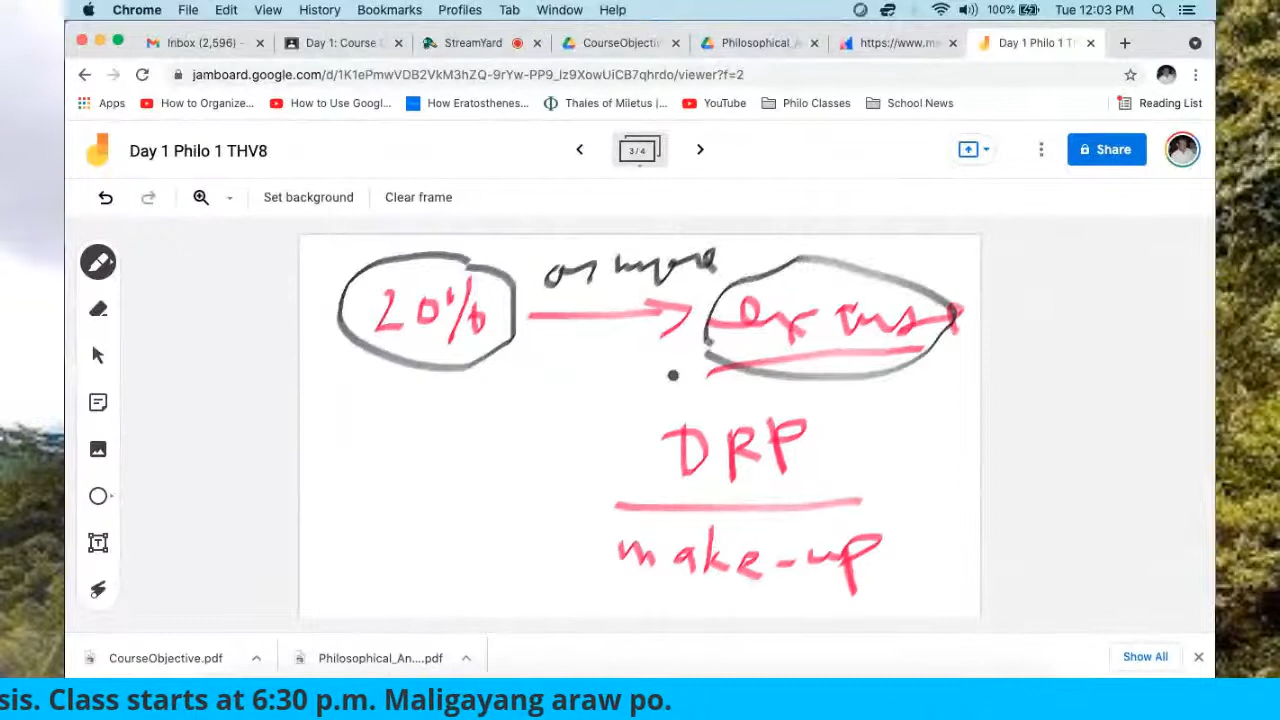 Chrome File Edit View History Bookmarks Profiles Tab Window Help 100% Tue 12:03 PM
Inbox (2,596) - Day 1: Course StreamYard CourseObjectiv Philosophical_A https://www.m Day 1 Philo 1 T
jamboard.google.com/d/1K1ePmwVDB2VkM3hZQ-9rYw-PP9_Iz9XowUiCB7qhrdo/viewer?f=2
Apps How to Organize... How to Use Googl... How Eratosthenes... Thales of Miletus |... YouTube Philo Classes School News Reading List
Day 1 Philo 1 THV8 3 / 4 Share
Set background Clear frame
or more
20%
DRP
make-up
CourseObjective.pdf Philosophical_An....pdf Show All
sis. Class starts at 6:30 p.m. Maligayang araw po.